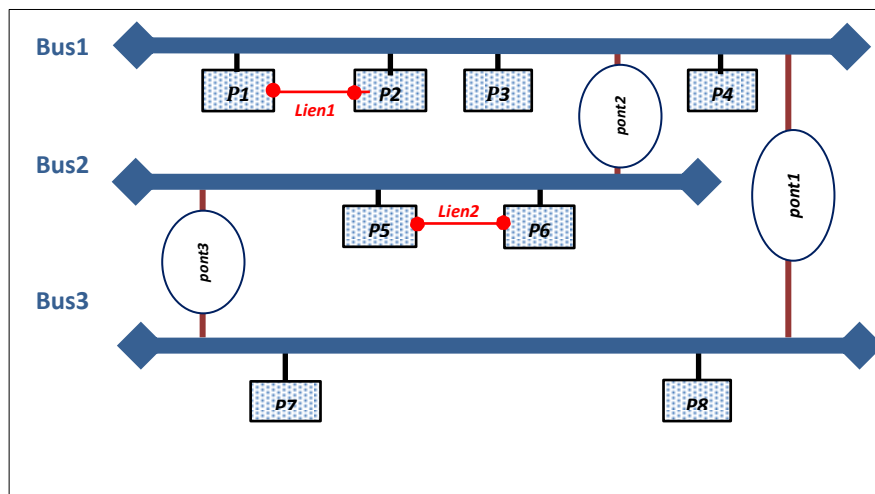 Bus1
P1
P2
P3
P4
Lien1
pont2
Bus2
pont1
P5
Lien2
P6
pont3
Bus3
P7
P8